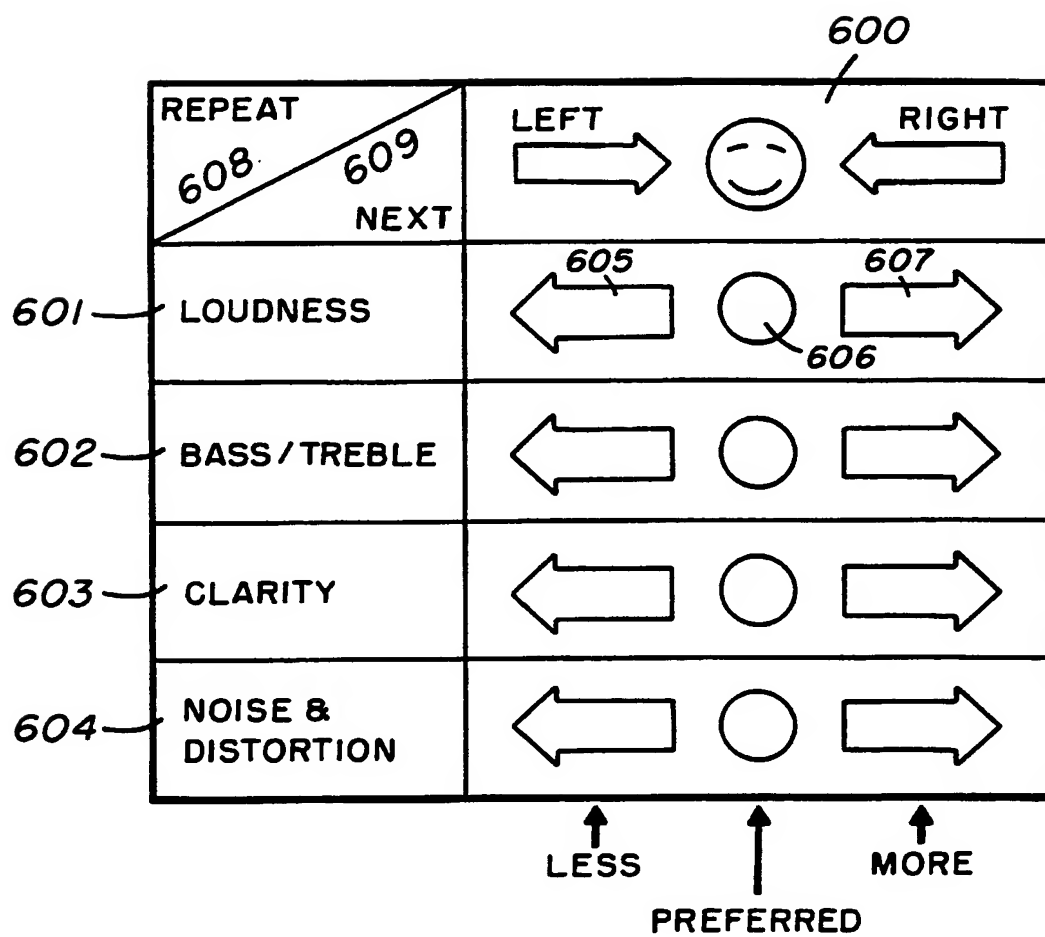 600
REPEAT
608
609
NEXT
LEFT
RIGHT
601
LOUDNESS
605
607
606
602
BASS/TREBLE
603
CLARITY
604
NOISE &
DISTORTION
LESS
MORE
PREFERRED